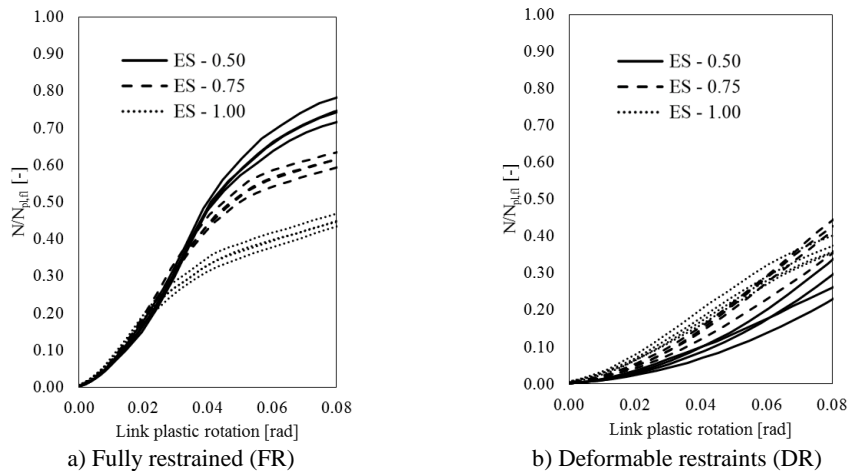 1.00
0.90
0.80
0.70
0.60
0.50
0.40
0.30
0.20
0.10
0.00
N/Npl,fl [-]
ES - 0.50
ES - 0.75
ES - 1.00
0.00 0.02 0.04 0.06 0.08
Link plastic rotation [rad]
a) Fully restrained (FR)
1.00
0.90
0.80
0.70
0.60
0.50
0.40
0.30
0.20
0.10
0.00
N/Npl,fl [-]
ES - 0.50
ES - 0.75
ES - 1.00
0.00 0.02 0.04 0.06 0.08
Link plastic rotation [rad]
b) Deformable restraints (DR)